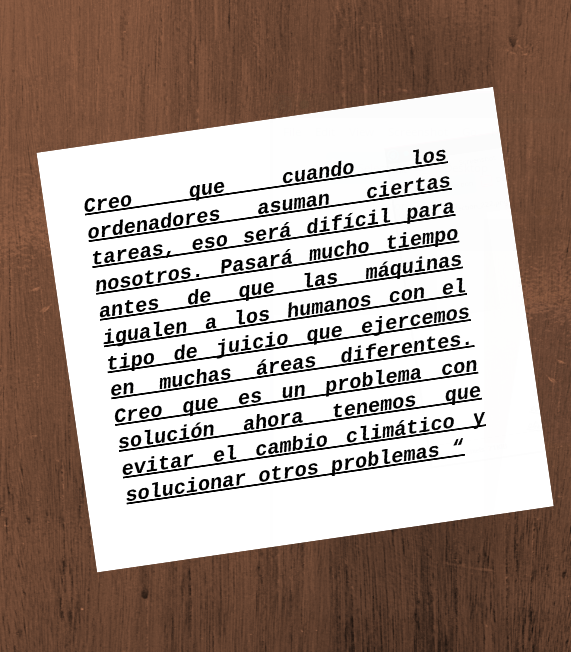 Creo que cuando los
ordenadores asuman ciertas
tareas, eso será difícil para
nosotros. Pasará mucho tiempo
antes de que las máquinas
igualen a los humanos con el
tipo de juicio que ejercemos
en muchas áreas diferentes.
Creo que es un problema con
solución ahora tenemos que
evitar el cambio climático y
solucionar otros problemas “